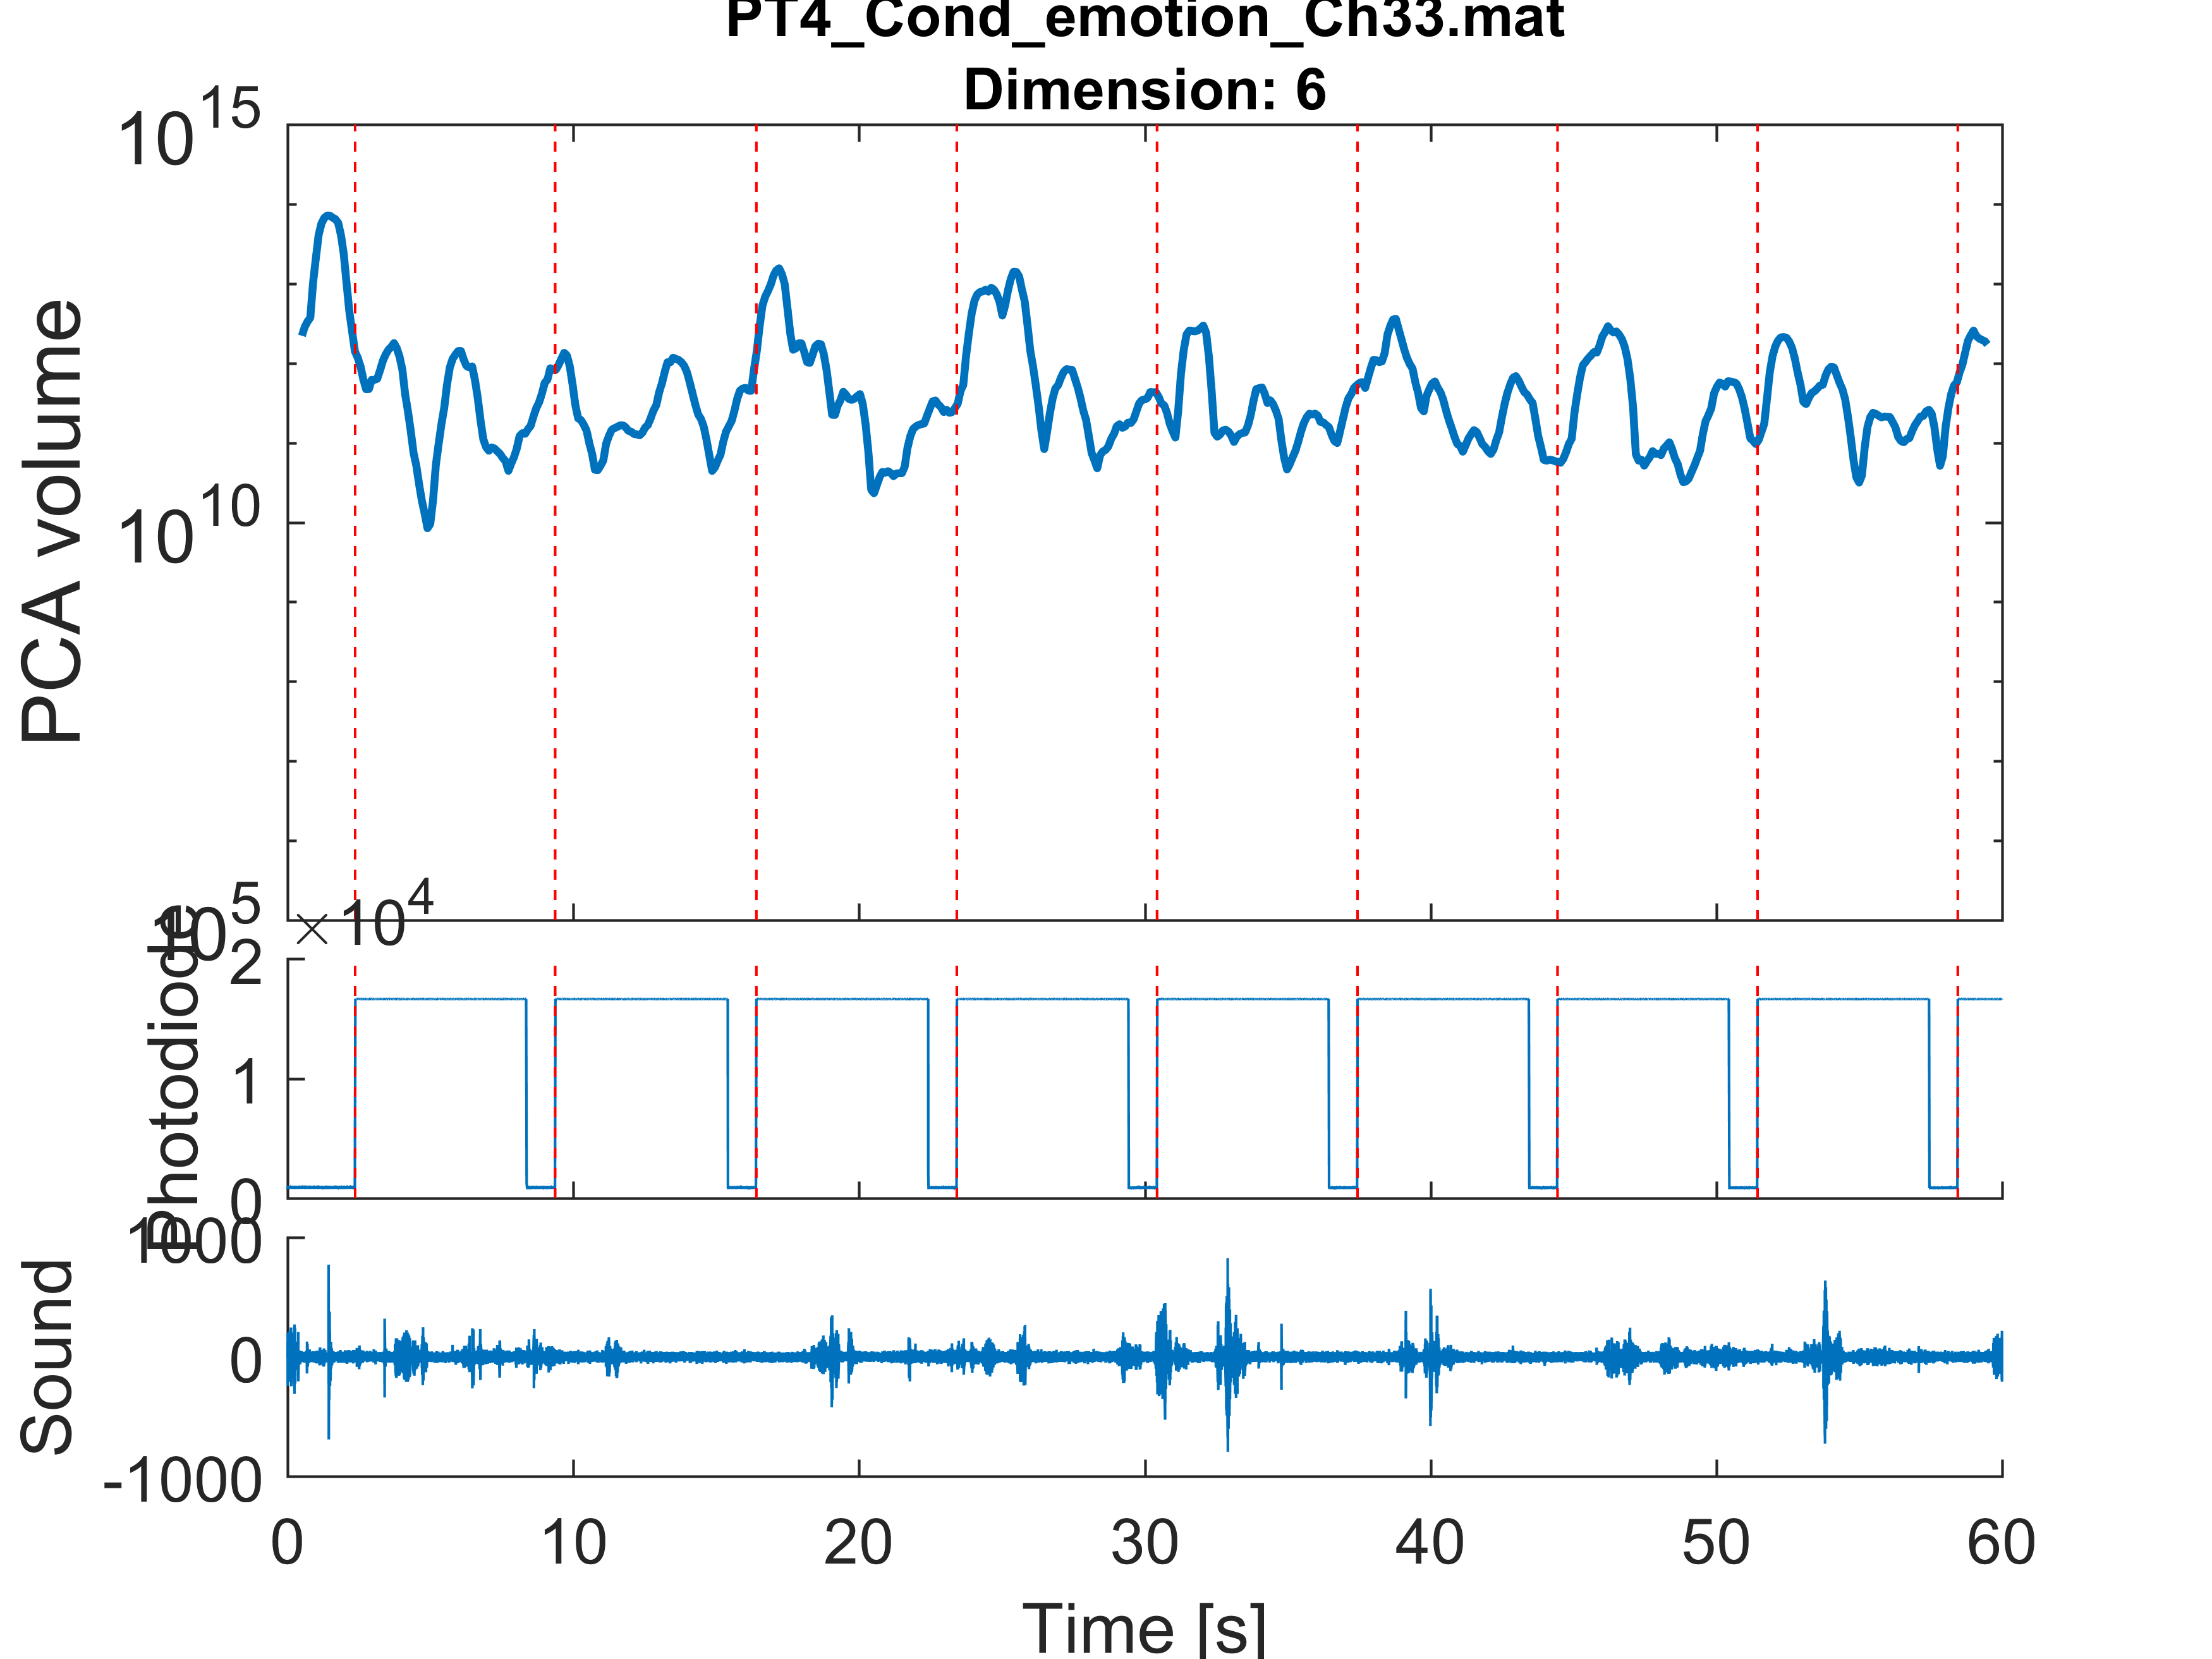 PT4_Cond_emotion_Ch33.mat
Dimension: 6
PCA volume
10^15
10^10
10^5
×10^4
Photodiode
2
1
0
Sound
1000
0
-1000
0 10 20 30 40 50 60
Time [s]